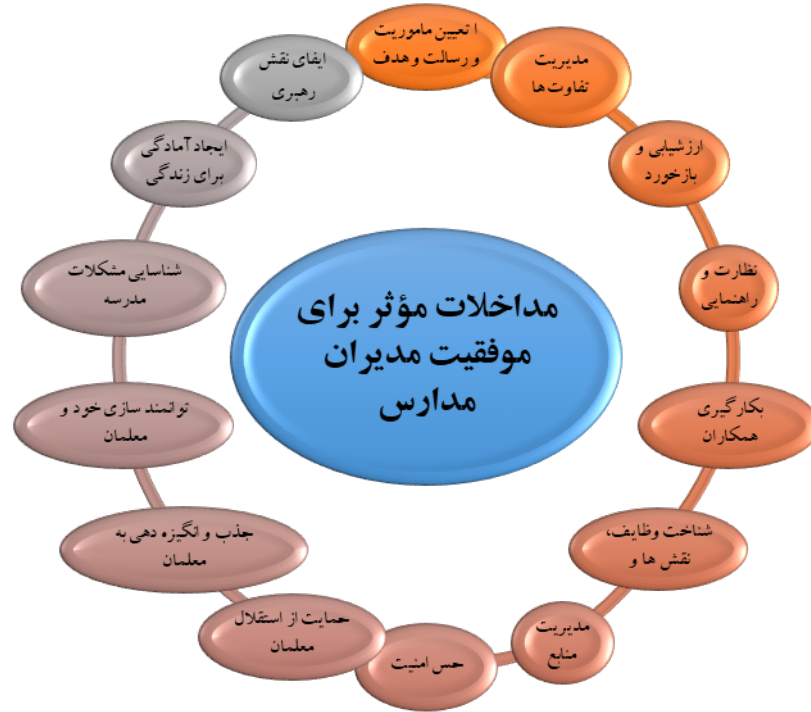 مداخلات مؤثر برای
موفقیت مدیران
مدارس
ا تعیین ماموریت
و رسالت و هدف
مدیریت
تفاوت‌ها
ارزشیابی و
بازخورد
نظارت و
راهنمایی
بکارگیری
همکاران
شناخت وظایف،
نقش ها و
مدیریت
منابع
حس امنیت
حمایت از استقلال
معلمان
جذب و انگیزه دهی به
معلمان
توانمند سازی خود و
معلمان
شناسایی مشکلات
مدرسه
ایجاد آمادگی
برای زندگی
ایفای نقش
رهبری